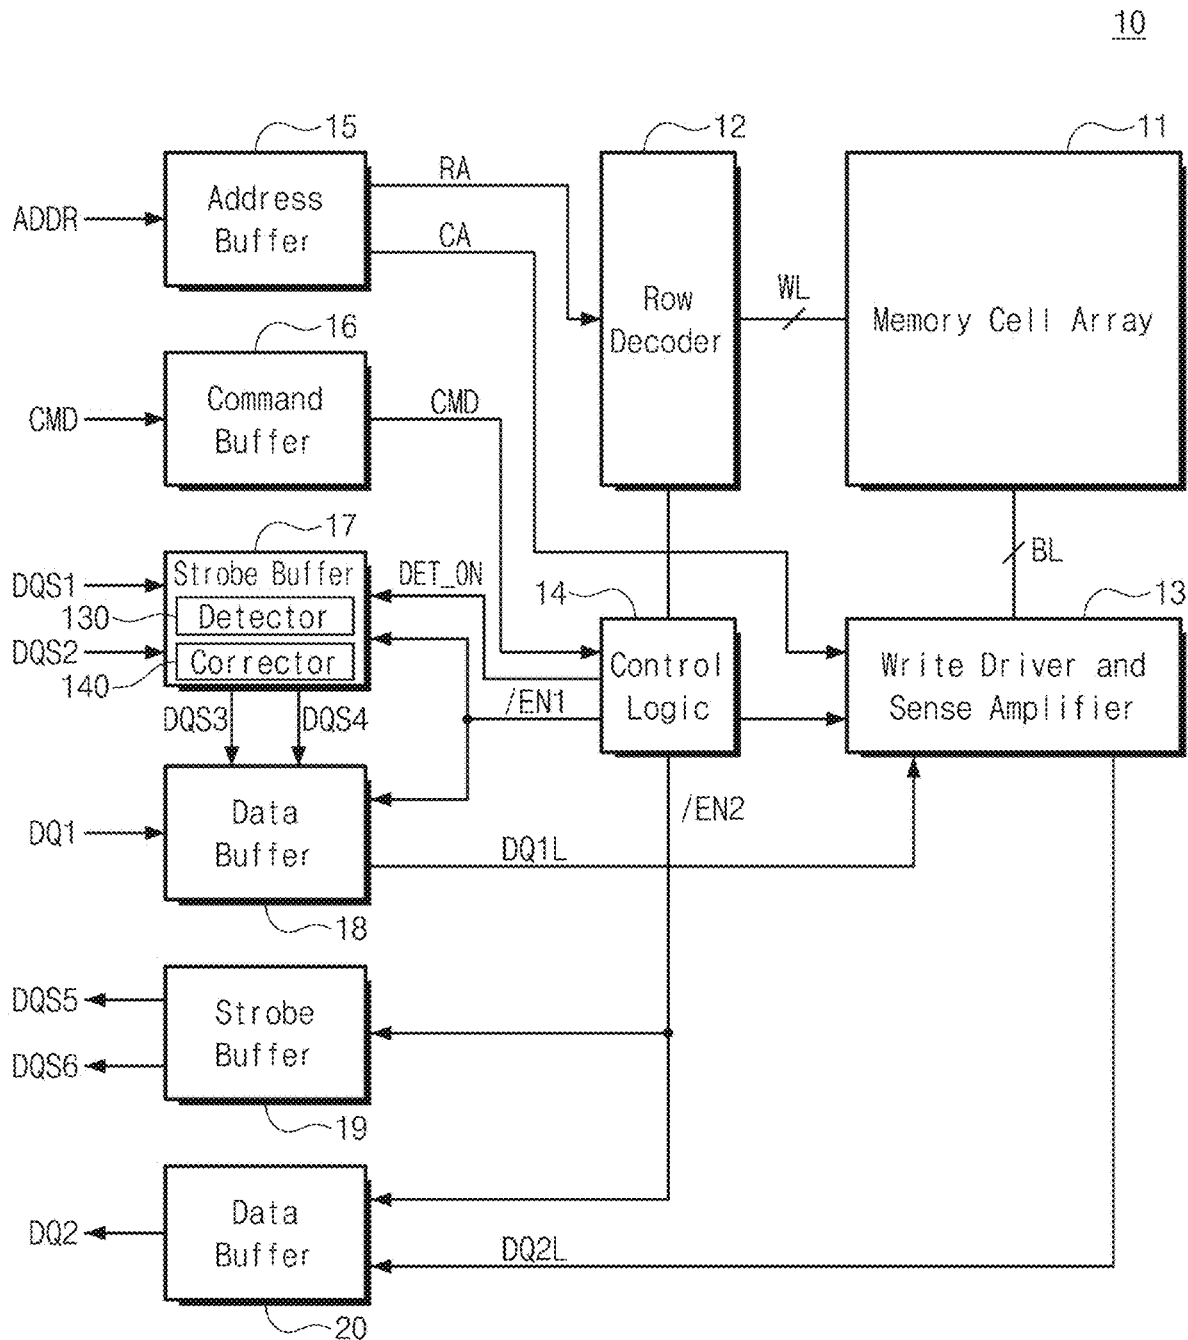 10
15
12
11
ADDR
Address
Buffer
RA
CA
Row
Decoder
WL
Memory Cell Array
16
CMD
Command
Buffer
CMD
17
DQS1
Strobe Buffer
DET_ON
130
Detector
DQS2
140
Corrector
DQS3
DQS4
14
Control
Logic
/EN1
BL
13
Write Driver and
Sense Amplifier
/EN2
DQ1
Data
Buffer
DQ1L
18
DQS5
DQS6
Strobe
Buffer
19
DQ2
Data
Buffer
DQ2L
20